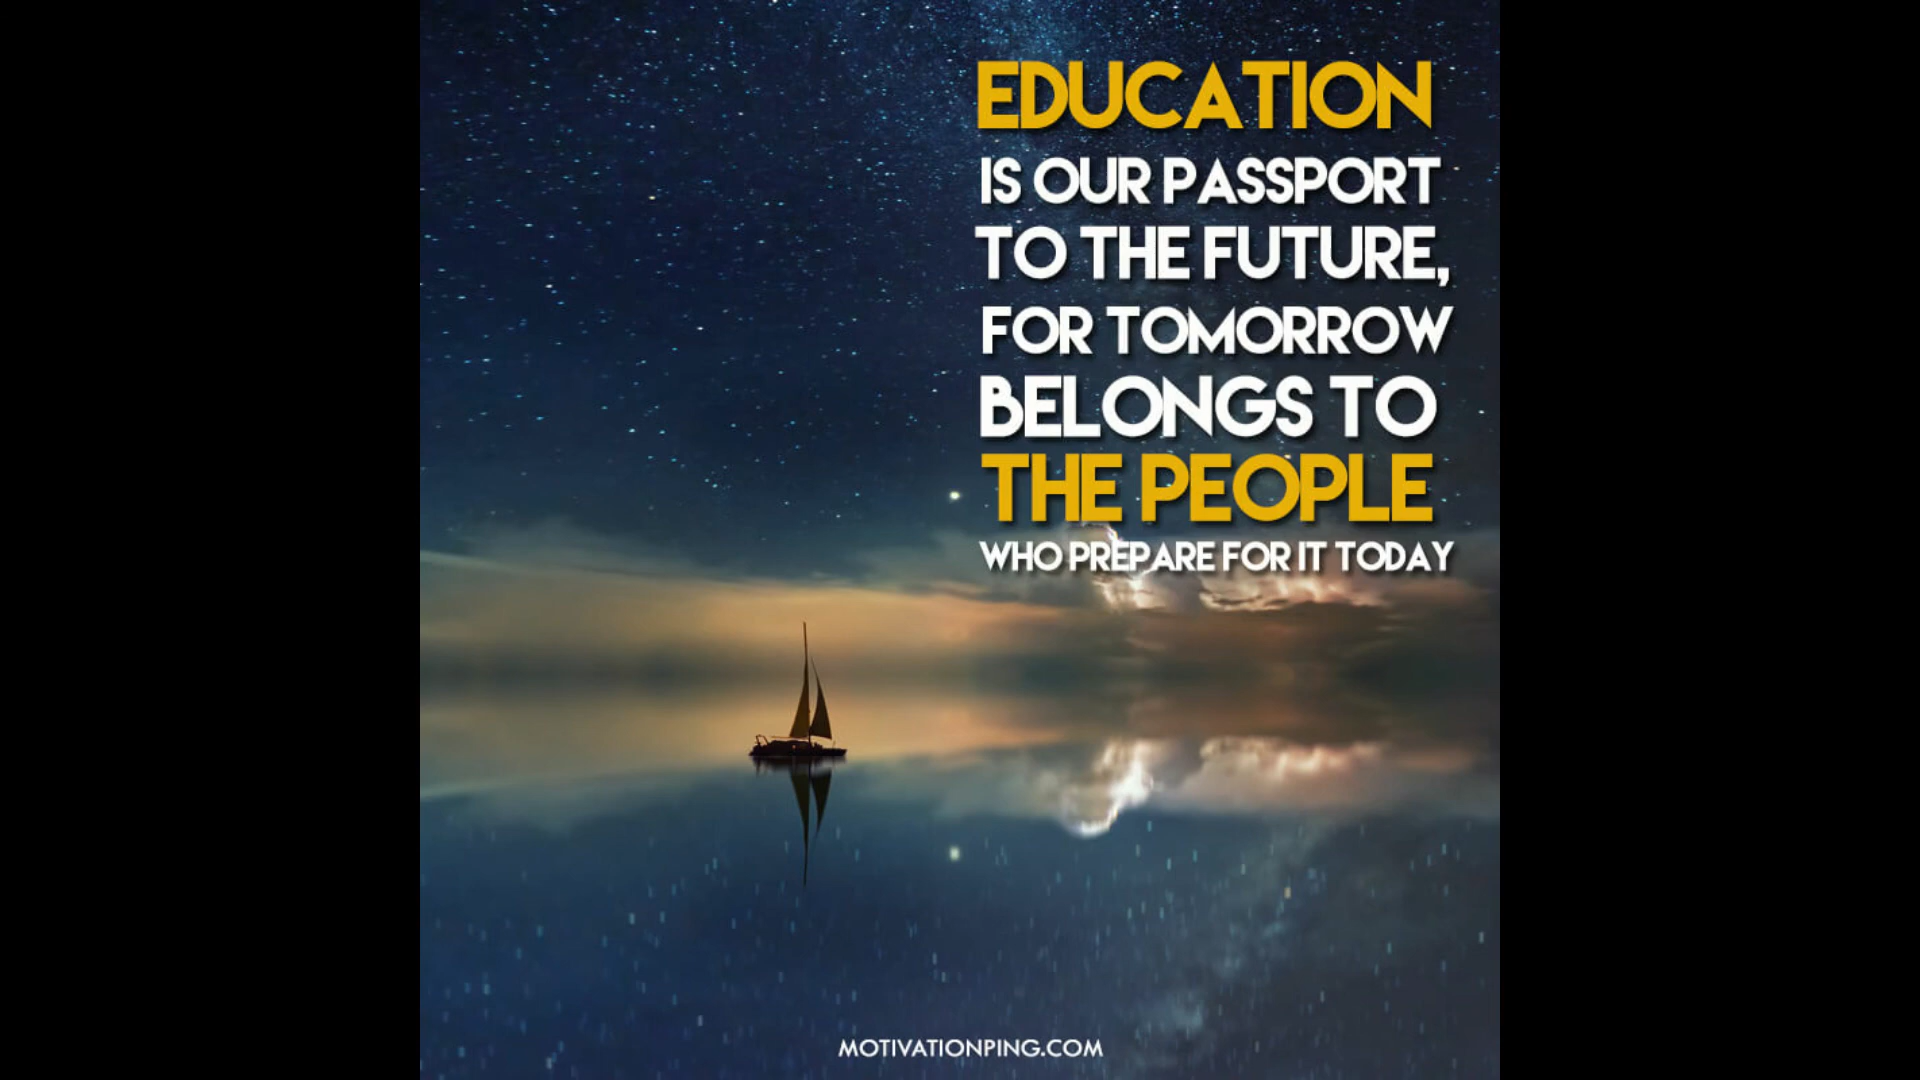 EDUCATION
IS OUR PASSPORT
TO THE FUTURE,
FOR TOMORROW
BELONGS TO
THE PEOPLE
WHO PREPARE FOR IT TODAY
MOTIVATIONPING.COM